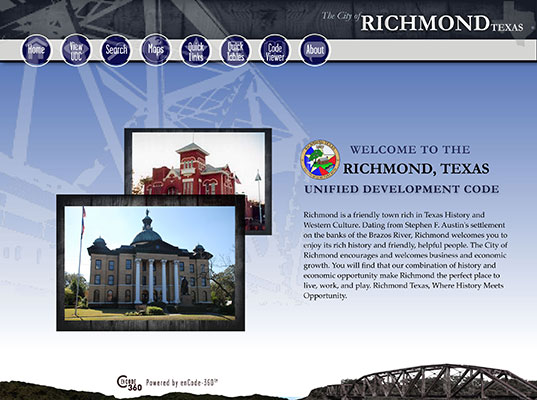 The City of RICHMOND TEXAS
Home View UDC Search Maps Quick Links Quick Tables Code Viewer About
WELCOME TO THE
RICHMOND, TEXAS
UNIFIED DEVELOPMENT CODE
Richmond is a friendly town rich in Texas History and
Western Culture. Dating from Stephen F. Austin's settlement
on the banks of the Brazos River, Richmond welcomes you to
enjoy its rich history and friendly, helpful people. The City of
Richmond encourages and welcomes business and economic
growth. You will find that our combination of history and
economic opportunity make Richmond the perfect place to
live, work, and play. Richmond Texas, Where History Meets
Opportunity.
ENCODE 360 Powered by enCode-360™